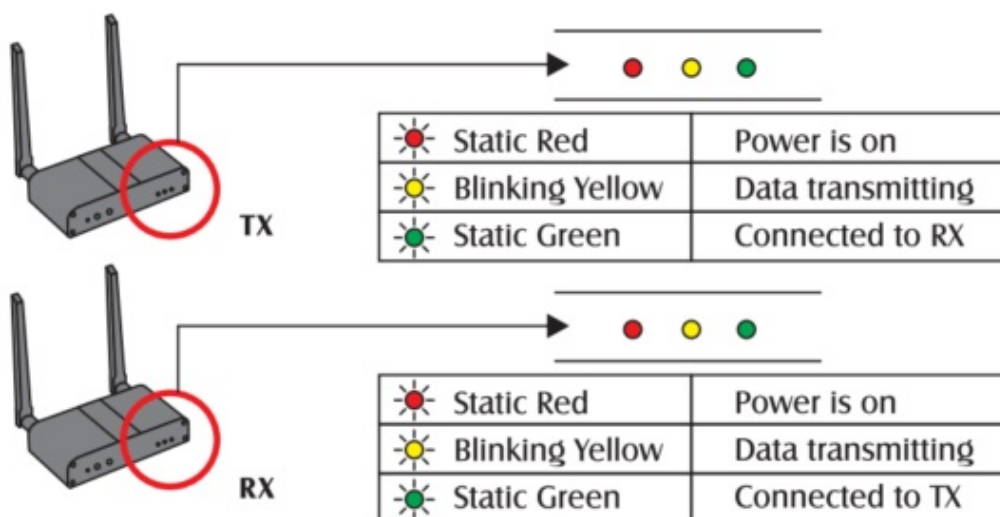 Static Red Power is on
Blinking Yellow Data transmitting
TX
Static Green Connected to RX
Static Red Power is on
Blinking Yellow Data transmitting
RX
Static Green Connected to TX